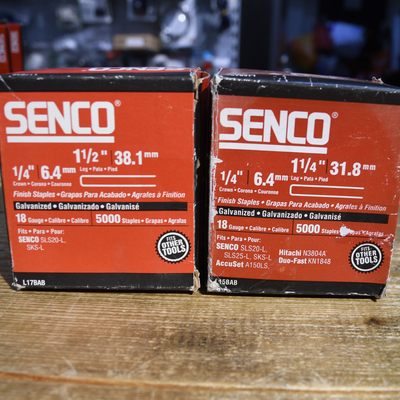 SENCO®
1 1/2" 38.1 mm
Leg • Pata • Pied
1/4" 6.4 mm
Crown • Corona • Couronne
Finish Staples • Grapas Para Acabado • Agrafes à Finition
Galvanized • Galvanizado • Galvanisé
18 Gauge • Calibre • Calibre 5000 Staples • Grapas • Agrafes
Fits • Para • Pour:
SENCO SLS20-L,
SKS-L
FITS OTHER TOOLS
L17BAB
SENCO®
1 1/4" 31.8 mm
Leg • Pata • Pied
1/4" 6.4 mm
Crown • Corona • Couronne
Finish Staples • Grapas Para Acabado • Agrafes à Finition
Galvanized • Galvanizado • Galvanisé
18 Gauge • Calibre • Calibre 5000 Staples • Grapas • Agrafes
Fits • Para • Pour:
SENCO SLS20-L, Hitachi N3804A
SLS25-L, SKS-L Duo-Fast KN1848
AccuSet A150LS,
FITS OTHER TOOLS
L15BAB